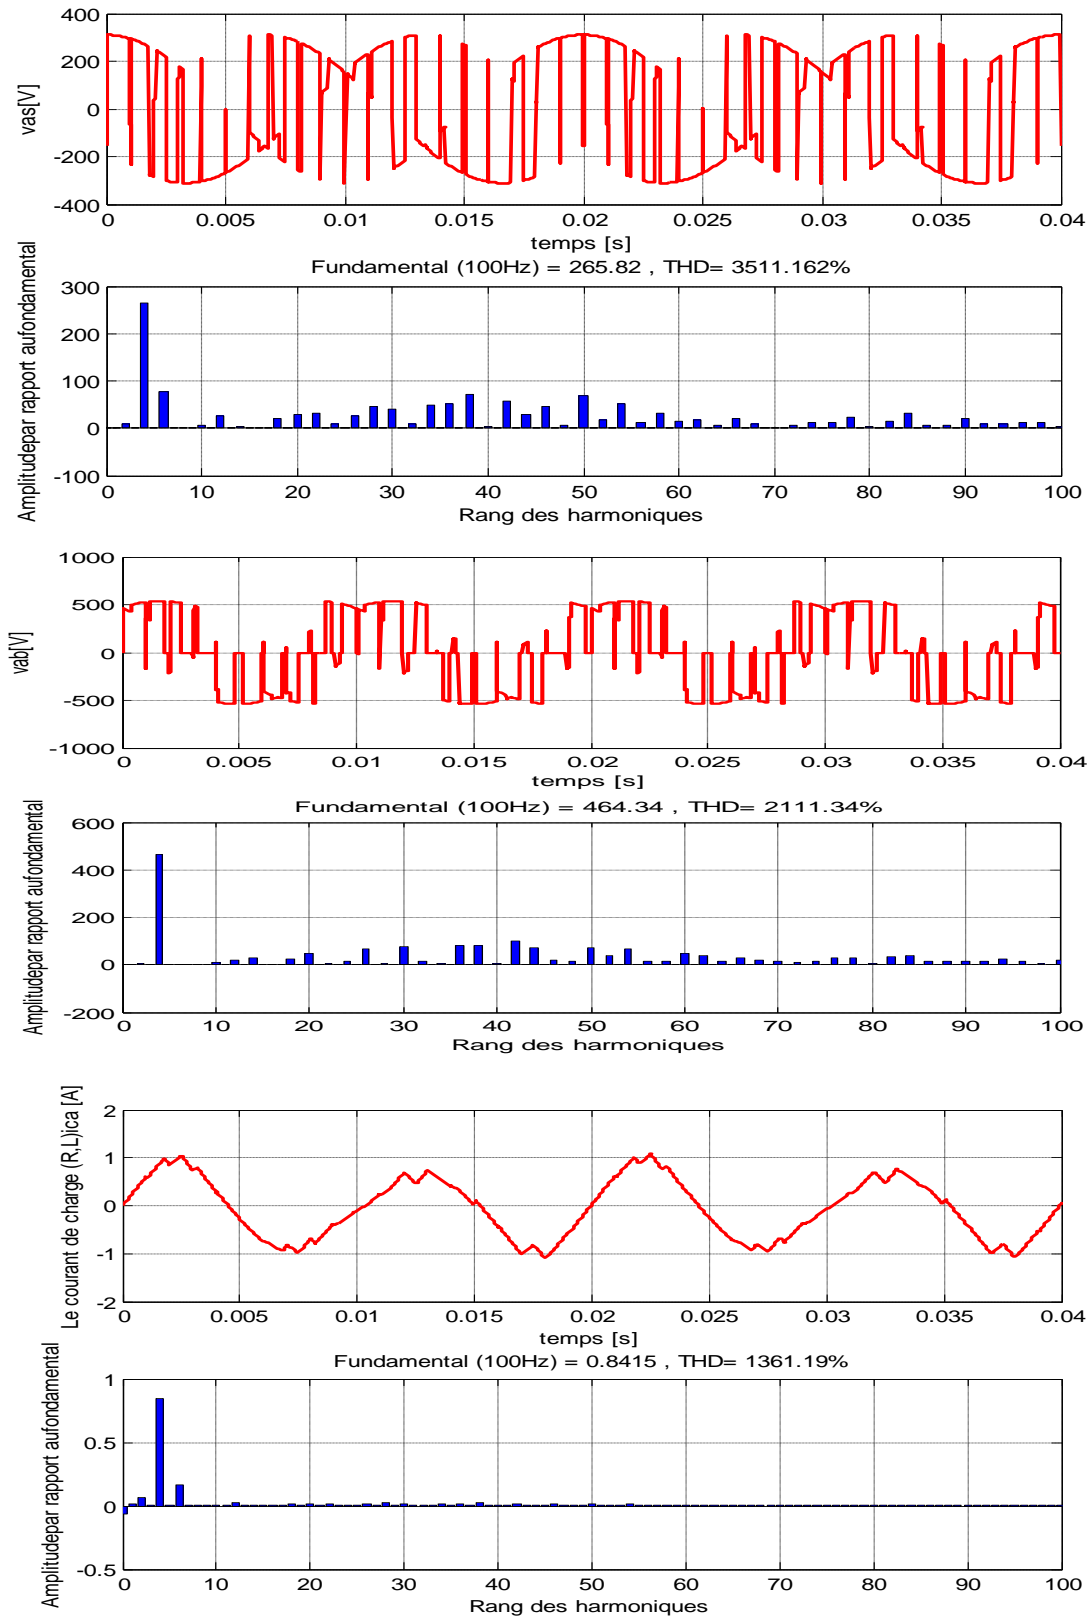 400
200
0
-200
-400
vas[V]
0 0.005 0.01 0.015 0.02 0.025 0.03 0.035 0.04
temps [s]
Fundamental (100Hz) = 265.82 , THD= 3511.162%
300
200
100
0
-100
Amplitudepar rapport aufondamental
0 10 20 30 40 50 60 70 80 90 100
Rang des harmoniques
1000
500
0
-500
-1000
vab[V]
0 0.005 0.01 0.015 0.02 0.025 0.03 0.035 0.04
temps [s]
Fundamental (100Hz) = 464.34 , THD= 2111.34%
600
400
200
0
-200
Amplitudepar rapport aufondamental
0 10 20 30 40 50 60 70 80 90 100
Rang des harmoniques
2
1
0
-1
-2
Le courant de charge (R,L)ica [A]
0 0.005 0.01 0.015 0.02 0.025 0.03 0.035 0.04
temps [s]
Fundamental (100Hz) = 0.8415 , THD= 1361.19%
1
0.5
0
-0.5
Amplitudepar rapport aufondamental
0 10 20 30 40 50 60 70 80 90 100
Rang des harmoniques